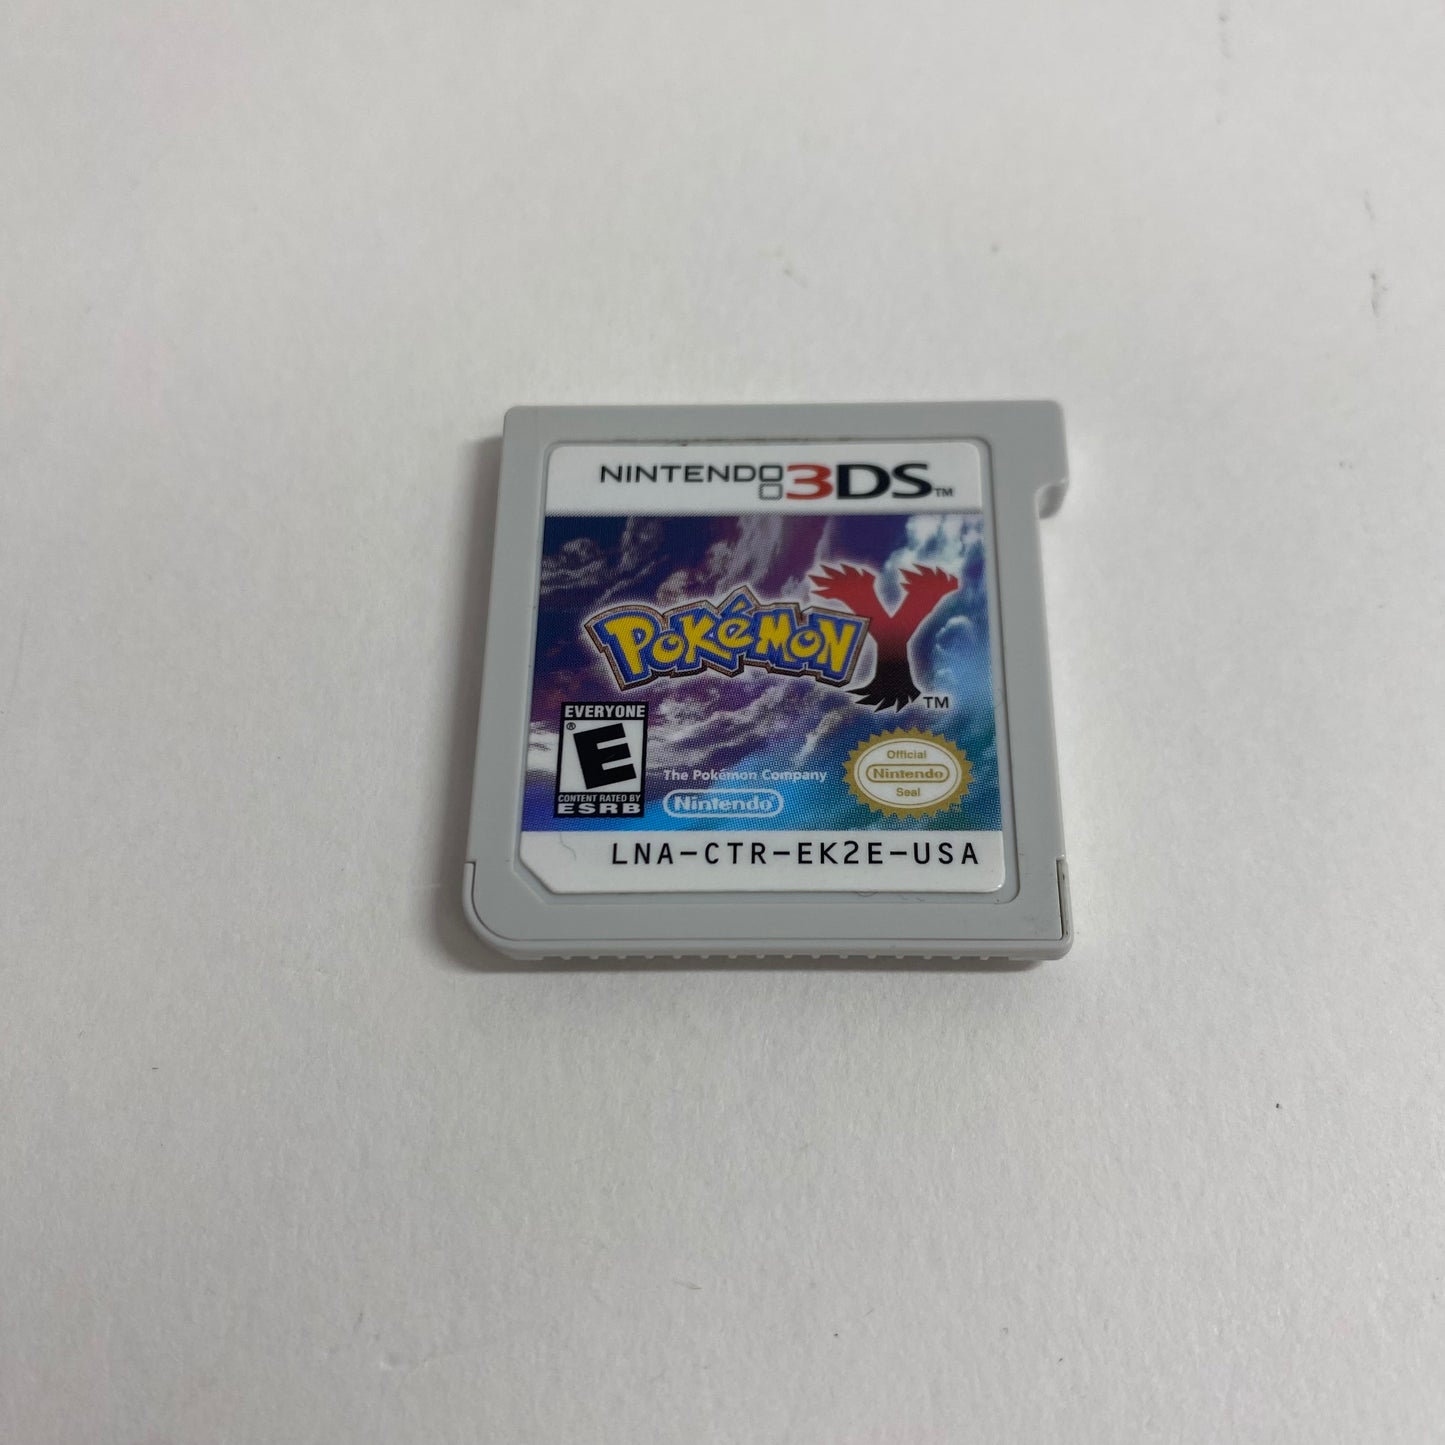 NINTENDO 3DS™
POKéMON Y
TM
EVERYONE
®
E
CONTENT RATED BY
ESRB
The Pokémon Company
Nintendo
Official
Nintendo
Seal
LNA-CTR-EK2E-USA